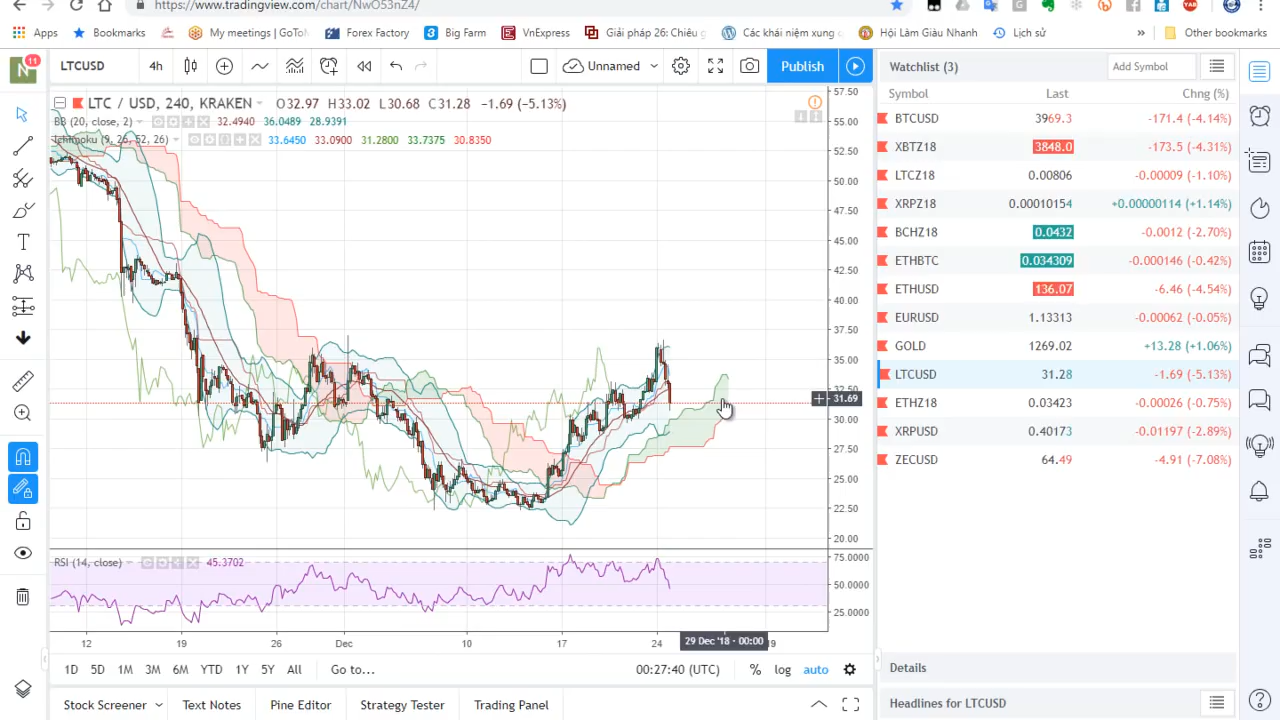 https://www.tradingview.com/chart/NwO53nZ4/
Apps Bookmarks My meetings | GoToM Forex Factory Big Farm VnExpress Giải pháp 26: Chiêu Các khái niệm xung q Hội Làm Giàu Nhanh Lịch sử » Other bookmarks
N 11 LTCUSD 4h Unnamed Publish
Watchlist (3) Add Symbol
Symbol Last Chng (%)
LTC / USD, 240, KRAKEN O32.97 H33.02 L30.68 C31.28 −1.69 (−5.13%)
BB (20, close, 2) 32.4940 36.0489 28.9391
Ichimoku (9, 26, 52, 26) 33.6450 33.0900 31.2800 33.7375 30.8350
57.50
55.00
52.50
50.00
47.50
45.00
42.50
40.00
37.50
35.00
32.50
31.69
30.00
27.50
25.00
22.50
20.00
BTCUSD 3969.3 -171.4 (-4.14%)
XBTZ18 3848.0 -173.5 (-4.31%)
LTCZ18 0.00806 -0.00009 (-1.10%)
XRPZ18 0.00010154 +0.00000114 (+1.14%)
BCHZ18 0.0432 -0.0012 (-2.70%)
ETHBTC 0.034309 -0.000146 (-0.42%)
ETHUSD 136.07 -6.46 (-4.54%)
EURUSD 1.13313 -0.00062 (-0.05%)
GOLD 1269.02 +13.28 (+1.06%)
LTCUSD 31.28 -1.69 (-5.13%)
ETHZ18 0.03423 -0.00026 (-0.75%)
XRPUSD 0.40173 -0.01197 (-2.89%)
ZECUSD 64.49 -4.91 (-7.08%)
RSI (14, close) 45.3702
75.0000
50.0000
25.0000
12 19 26 Dec 10 17 24 29 Dec '18 - 00:00
1D 5D 1M 3M 6M YTD 1Y 5Y All Go to... 00:27:40 (UTC) % log auto
Details
Stock Screener Text Notes Pine Editor Strategy Tester Trading Panel
Headlines for LTCUSD